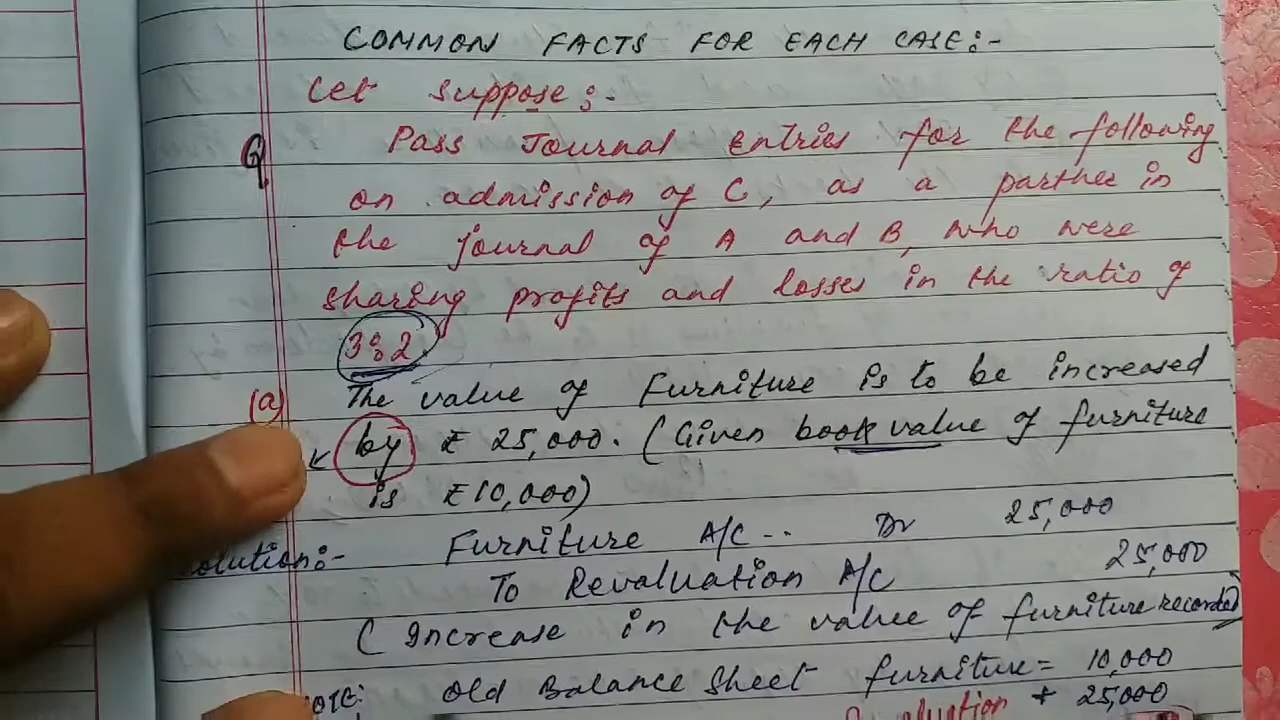 COMMON FACTS FOR EACH CASE:-
Let suppose:-
Q Pass Journal Entries for the following
on admission of C, as a parther in
the journal of A and B, who were
sharing profits and losses in the ratio of
3:2.
(a) The value of Furniture is to be increased
by ₹ 25,000. (Given book value of furniture
is ₹10,000)
olution:- Furniture A/C -- Dr 25,000
To Revaluation A/C 25,000
(Increase in the value of furniture recorded)
OTE: Old Balance Sheet furniture = 10,000
valuation + 25,000